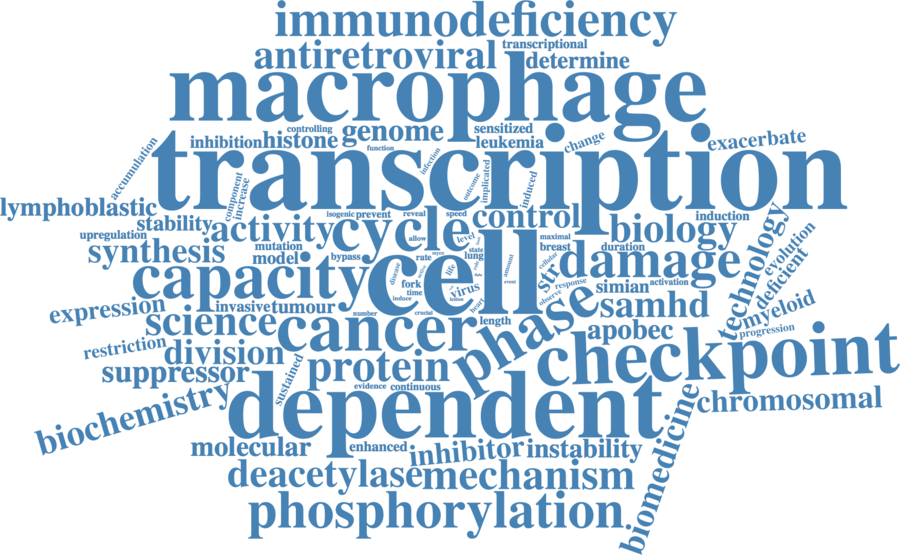 immunodeficiency
antiretroviral
transcriptional
determine
macrophage
controlling
inhibition
histone
genome
sensitized
leukemia
change
exacerbate
accumulation
function
infection
transcription
component
increase
outcome
implicated
induced
lymphoblastic
stability
upregulation
activity
isogenic
prevent
reveal
speed
control
induction
biology
synthesis
mutation
model
cycle
allow
level
state
maximal
breast
duration
bypass
rate
lung
cell
capacity
disease
life
virus
fork
time
induce
amount
event
cellular
str
damage
response
observe
simian
activation
technology
evolution
deficient
expression
invasive
tumour
number
crucial
heart
length
phase
samhd
myeloid
progression
science
cancer
apobec
restriction
division
suppressor
sustained
protein
evidence
continuous
checkpoint
dependent
biochemistry
chromosomal
molecular
enhanced
inhibitor
instability
biomedicine
deacetylase
mechanism
phosphorylation